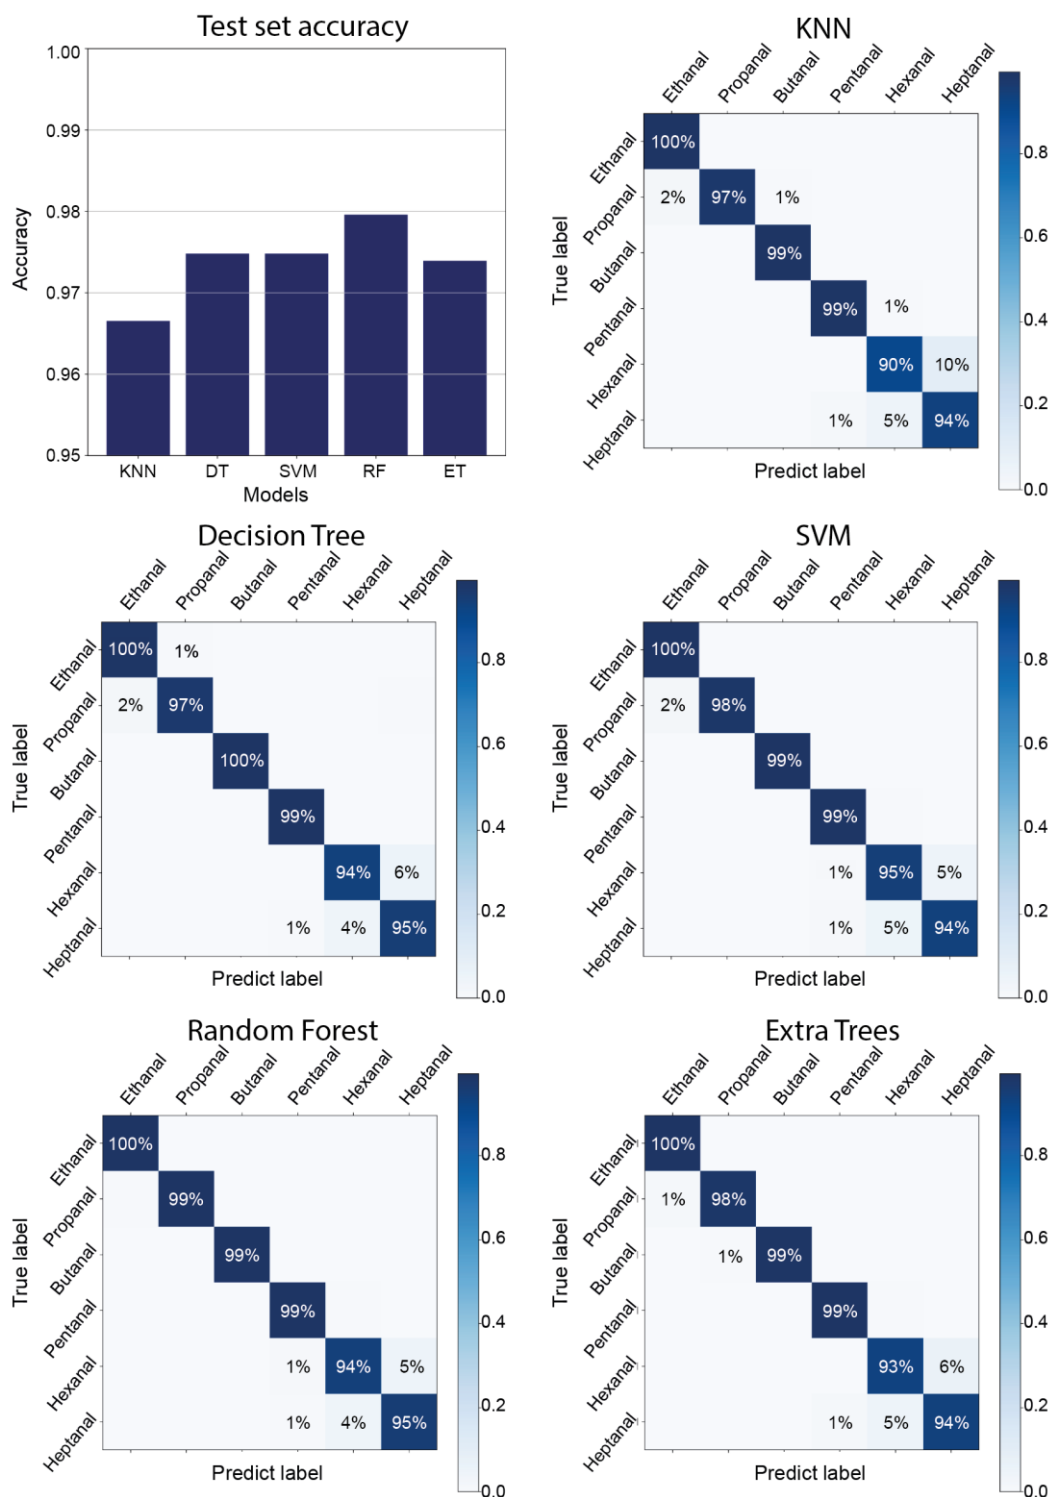 Test set accuracy
1.00
0.99
0.98
0.97
0.96
0.95
Accuracy
KNN DT SVM RF ET
Models
KNN
Ethanal Propanal Butanal Pentanal Hexanal Heptanal
Ethanal 100%
Propanal 2% 97% 1%
Butanal 99%
Pentanal 99% 1%
Hexanal 90% 10%
Heptanal 1% 5% 94%
True label
Predict label
0.8
0.6
0.4
0.2
0.0
Decision Tree
Ethanal Propanal Butanal Pentanal Hexanal Heptanal
Ethanal 100% 1%
Propanal 2% 97%
Butanal 100%
Pentanal 99%
Hexanal 94% 6%
Heptanal 1% 4% 95%
True label
Predict label
0.8
0.6
0.4
0.2
0.0
SVM
Ethanal Propanal Butanal Pentanal Hexanal Heptanal
Ethanal 100%
Propanal 2% 98%
Butanal 99%
Pentanal 99%
Hexanal 1% 95% 5%
Heptanal 1% 5% 94%
True label
Predict label
0.8
0.6
0.4
0.2
0.0
Random Forest
Ethanal Propanal Butanal Pentanal Hexanal Heptanal
Ethanal 100%
Propanal 99%
Butanal 99%
Pentanal 99%
Hexanal 1% 94% 5%
Heptanal 1% 4% 95%
True label
Predict label
0.8
0.6
0.4
0.2
0.0
Extra Trees
Ethanal Propanal Butanal Pentanal Hexanal Heptanal
Ethanal 100%
Propanal 1% 98%
Butanal 1% 99%
Pentanal 99%
Hexanal 93% 6%
Heptanal 1% 5% 94%
True label
Predict label
0.8
0.6
0.4
0.2
0.0